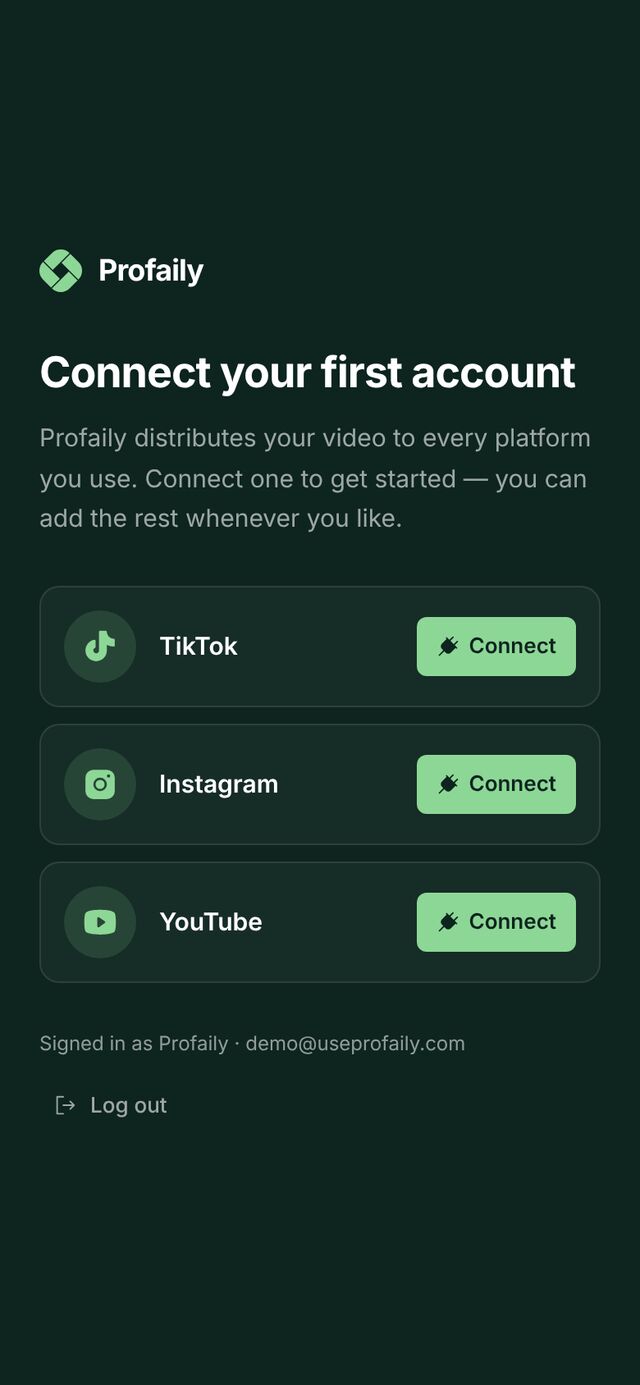 Profaily
Connect your first account
Profaily distributes your video to every platform
you use. Connect one to get started — you can
add the rest whenever you like.
TikTok
Connect
Instagram
Connect
YouTube
Connect
Signed in as Profaily · demo@useprofaily.com
Log out